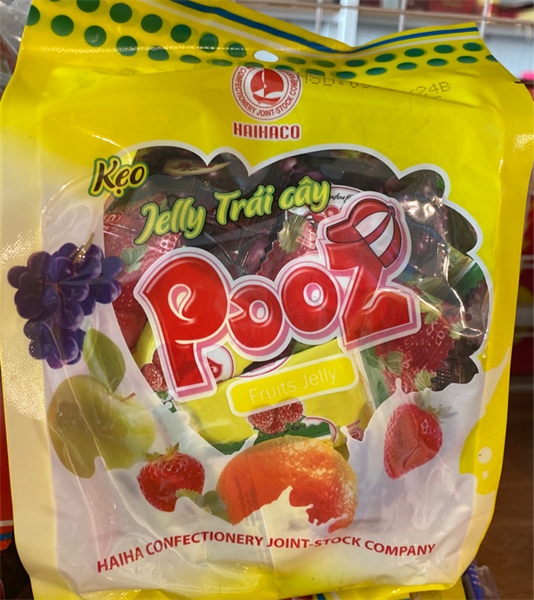 CONFECTIONERY JOINT-STOCK COMPANY
HAIHACO
Kẹo
Jelly Trái cây
POOZ
Fruits Jelly
HAIHA CONFECTIONERY JOINT-STOCK COMPANY